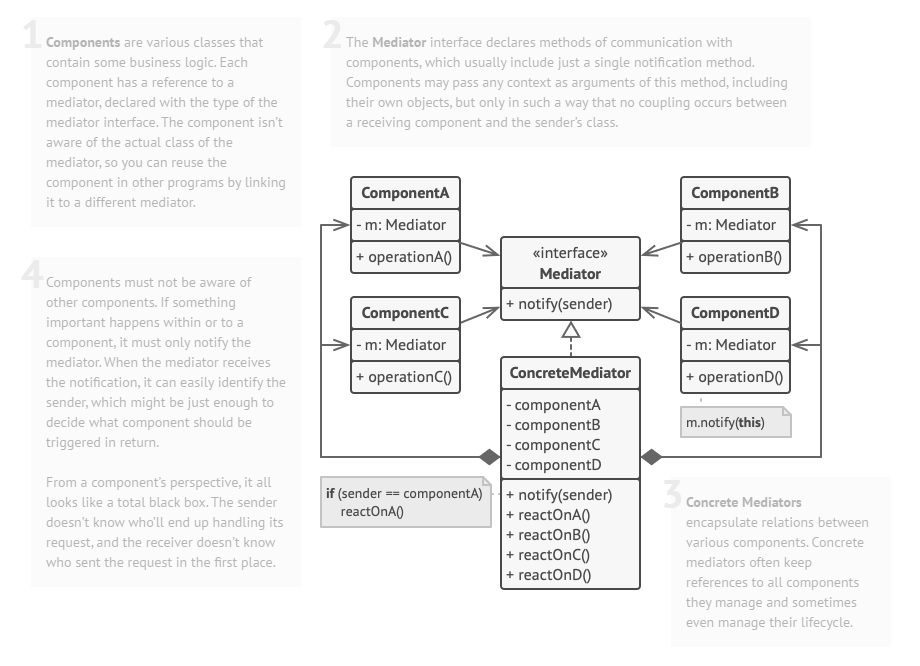 1
Components are various classes that
contain some business logic. Each
component has a reference to a
mediator, declared with the type of the
mediator interface. The component isn't
aware of the actual class of the
mediator, so you can reuse the
component in other programs by linking
it to a different mediator.
2
The Mediator interface declares methods of communication with
components, which usually include just a single notification method.
Components may pass any context as arguments of this method, including
their own objects, but only in such a way that no coupling occurs between
a receiving component and the sender's class.
ComponentA
- m: Mediator
+ operationA()
ComponentB
- m: Mediator
+ operationB()
«interface»
Mediator
+ notify(sender)
ComponentC
- m: Mediator
+ operationC()
ComponentD
- m: Mediator
+ operationD()
m.notify(this)
ConcreteMediator
- componentA
- componentB
- componentC
- componentD
+ notify(sender)
+ reactOnA()
+ reactOnB()
+ reactOnC()
+ reactOnD()
if (sender == componentA)
reactOnA()
4
Components must not be aware of
other components. If something
important happens within or to a
component, it must only notify the
mediator. When the mediator receives
the notification, it can easily identify the
sender, which might be just enough to
decide what component should be
triggered in return.
From a component's perspective, it all
looks like a total black box. The sender
doesn't know who'll end up handling its
request, and the receiver doesn't know
who sent the request in the first place.
3
Concrete Mediators
encapsulate relations between
various components. Concrete
mediators often keep
references to all components
they manage and sometimes
even manage their lifecycle.